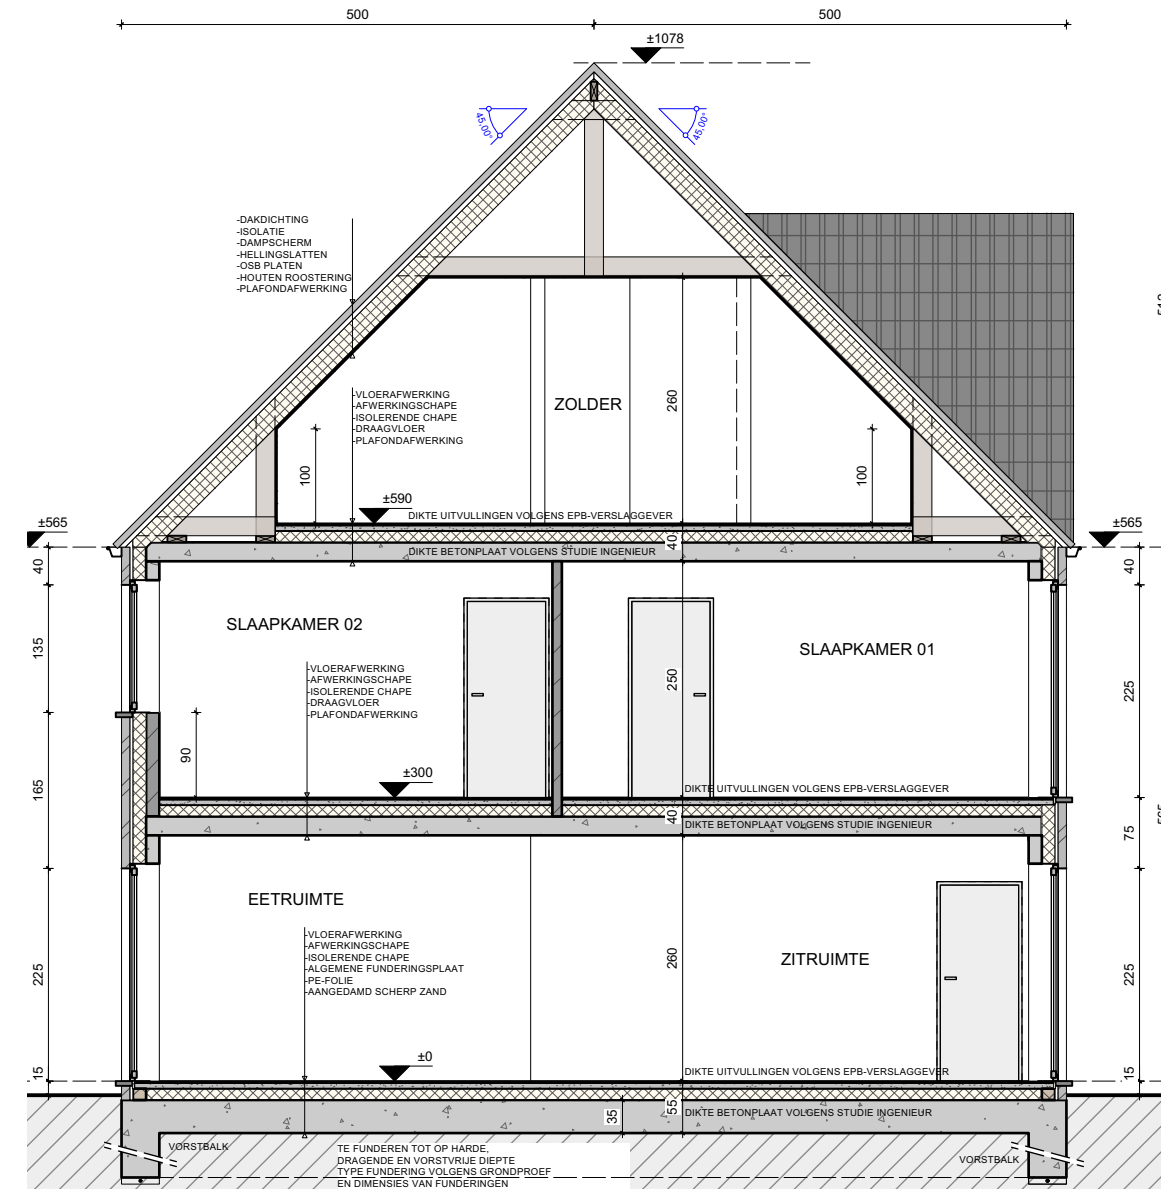 500
500
±1078
45,00°
45,00°
-DAKDICHTING
-ISOLATIE
-DAMPSCHERM
-HELLINGSLATTEN
-OSB PLATEN
-HOUTEN ROOSTERING
-PLAFONDAFWERKING
-VLOERAFWERKING
-AFWERKINGSCHAPE
-ISOLERENDE CHAPE
-DRAAGVLOER
-PLAFONDAFWERKING
ZOLDER
260
100
100
±590
DIKTE UITVULLINGEN VOLGENS EPB-VERSLAGGEVER
±565
±565
40
DIKTE BETONPLAAT VOLGENS STUDIE INGENIEUR
40
40
SLAAPKAMER 02
SLAAPKAMER 01
135
-VLOERAFWERKING
-AFWERKINGSCHAPE
-ISOLERENDE CHAPE
-DRAAGVLOER
-PLAFONDAFWERKING
250
225
90
±300
165
DIKTE UITVULLINGEN VOLGENS EPB-VERSLAGGEVER
40
DIKTE BETONPLAAT VOLGENS STUDIE INGENIEUR
75
EETRUIMTE
-VLOERAFWERKING
-AFWERKINGSCHAPE
-ISOLERENDE CHAPE
-ALGEMENE FUNDERINGSPLAAT
-PE-FOLIE
-AANGEDAMD SCHERP ZAND
260
ZITRUIMTE
225
225
±0
15
DIKTE UITVULLINGEN VOLGENS EPB-VERSLAGGEVER
15
35
55
DIKTE BETONPLAAT VOLGENS STUDIE INGENIEUR
VORSTBALK
TE FUNDEREN TOT OP HARDE,
DRAGENDE EN VORSTVRIJE DIEPTE
TYPE FUNDERING VOLGENS GRONDPROEF
EN DIMENSIES VAN FUNDERINGEN
VORSTBALK